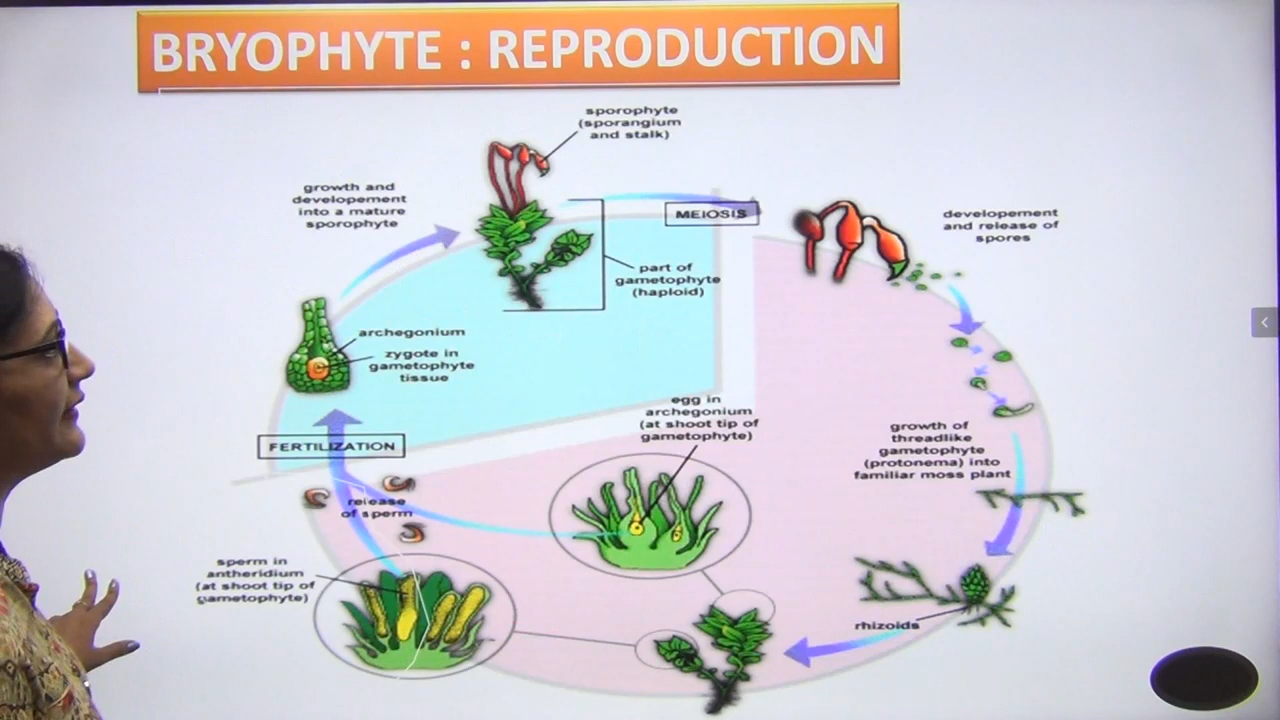 BRYOPHYTE : REPRODUCTION
sporophyte
(sporangium
and stalk)
growth and
developement
into a mature
sporophyte
MEIOSIS
developement
and release of
spores
part of
gametophyte
(haploid)
archegonium
zygote in
gametophyte
tissue
egg in
archegonium
(at shoot tip of
gametophyte)
FERTILIZATION
growth of
threadlike
gametophyte
(protonema) into
familiar moss plant
release
of sperm
sperm in
antheridium
(at shoot tip of
gametophyte)
rhizoids